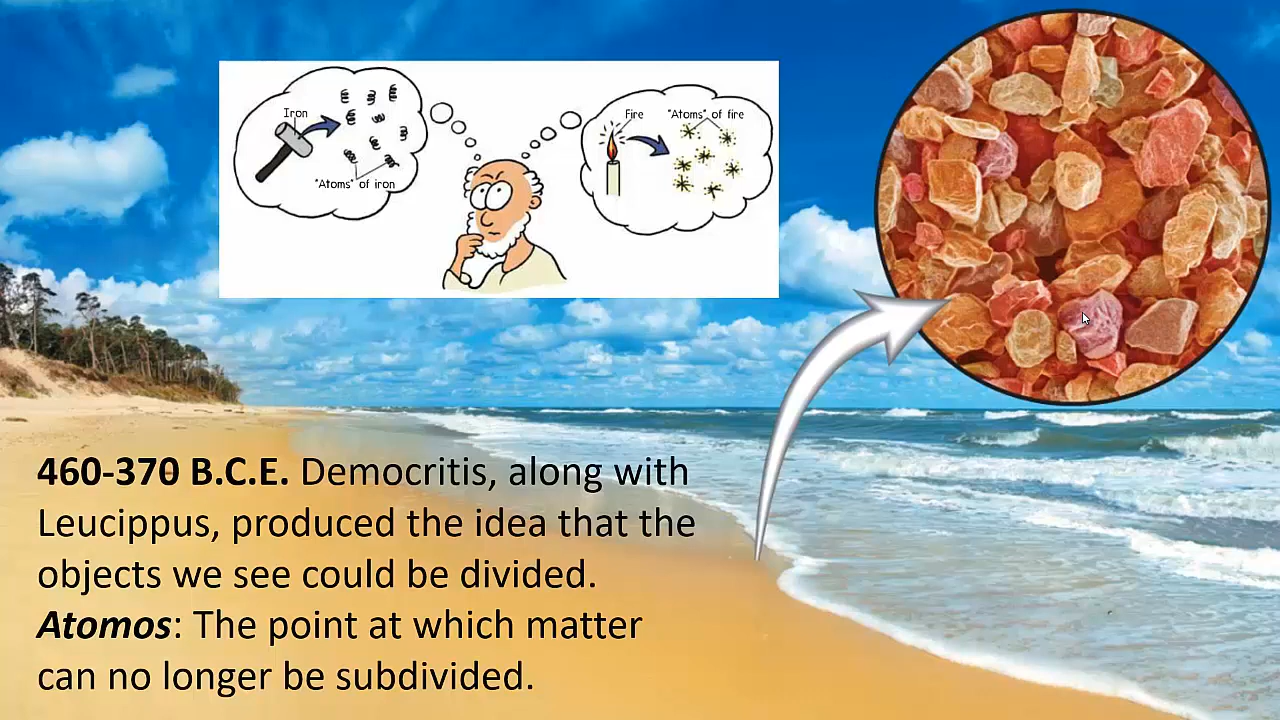 Iron
"Atoms" of iron
Fire
"Atoms" of fire
460-370 B.C.E. Democritis, along with
Leucippus, produced the idea that the
objects we see could be divided.
Atomos: The point at which matter
can no longer be subdivided.